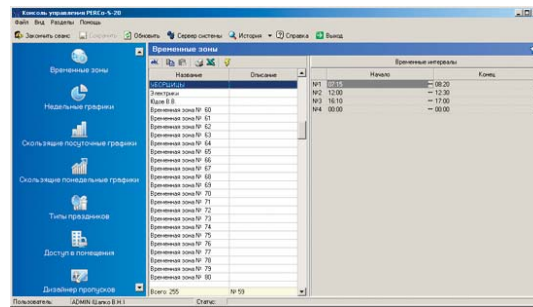 Консоль управления PERCo-S-20
Файл Вид Разделы Помощь
Закончить сеанс Сохранить Обновить Сервер системы История Справка Выход
Временные зоны
Недельные графики
Скользящие посуточные графики
Скользящие понедельные графики
Типы праздников
Доступ в помещения
Дизайнер пропусков
Временные зоны
Название Описание
УБОРЩИЦЫ
Электрики
Юдов В.В.
Временная зона № 60
Временная зона № 61
Временная зона № 62
Временная зона № 63
Временная зона № 64
Временная зона № 65
Временная зона № 66
Временная зона № 67
Временная зона № 68
Временная зона № 69
Временная зона № 70
Временная зона № 71
Временная зона № 72
Временная зона № 73
Временная зона № 74
Временная зона № 75
Временная зона № 76
Временная зона № 77
Временная зона № 78
Временная зона № 79
Временная зона № 80
Всего: 255 № 59
Временные интервалы
Начало Конец
№1 07:15 — 08:20
№2 12:00 — 12:30
№3 16:10 — 17:00
№4 00:00 — 00:00
Пользователь: ADMIN (Шапко В.Н.) Статус: